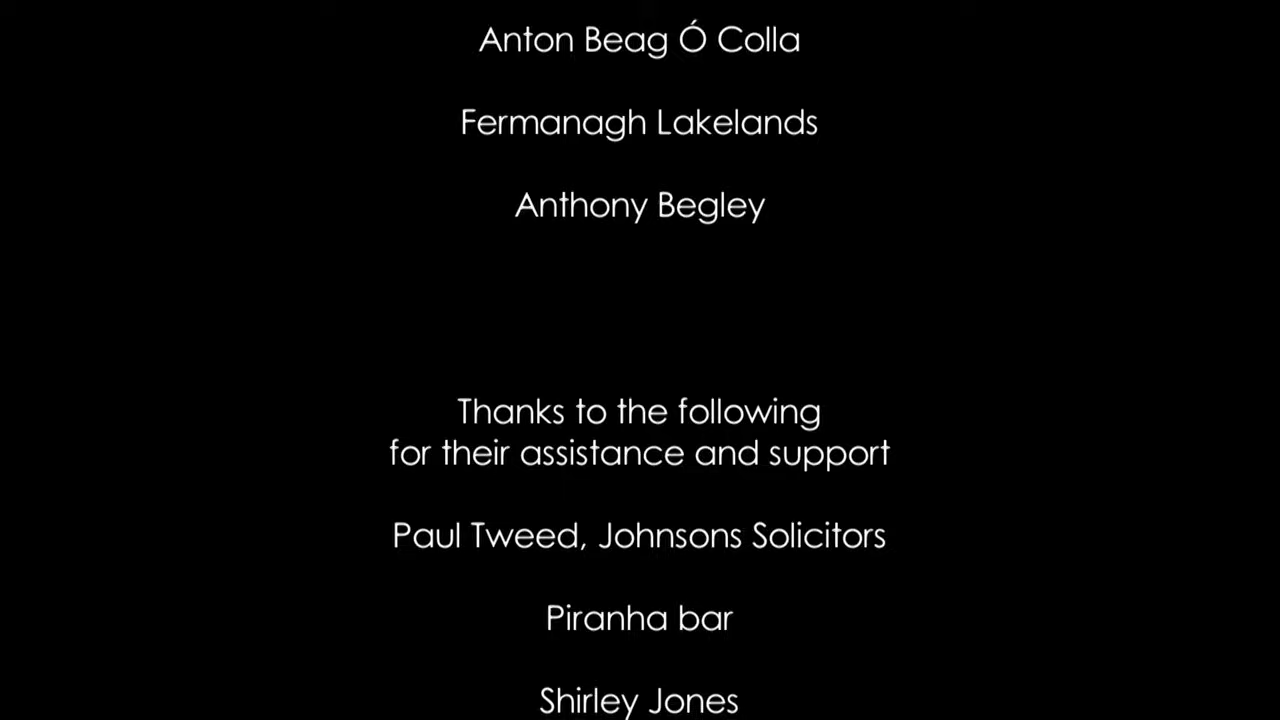 Anton Beag Ó Colla
Fermanagh Lakelands
Anthony Begley
Thanks to the following
for their assistance and support
Paul Tweed, Johnsons Solicitors
Piranha bar
Shirley Jones